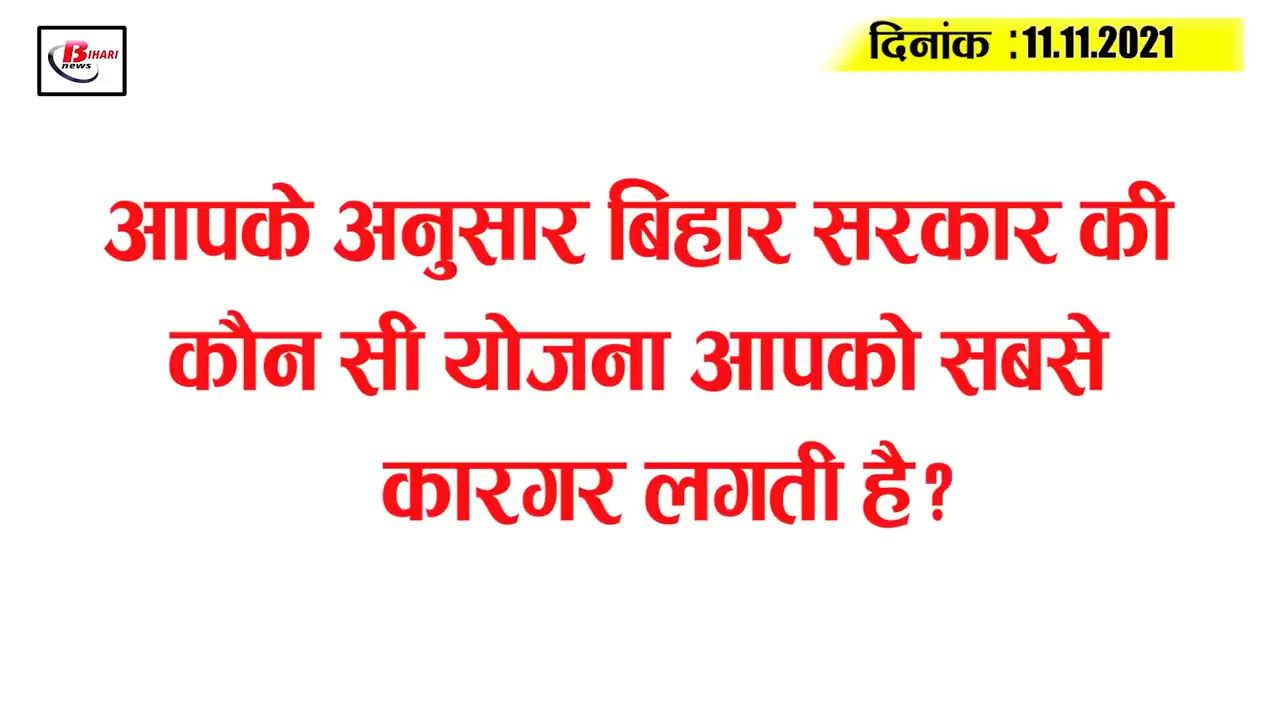 BIHARI
news
दिनांक :11.11.2021
आपके अनुसार बिहार सरकार की
कौन सी योजना आपको सबसे
कारगर लगती है?